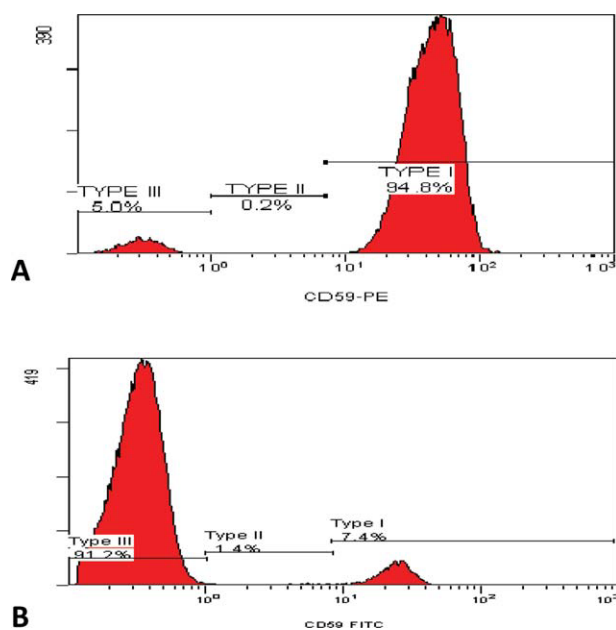 390
TYPE III
5.0%
TYPE II
0.2%
TYPE I
94.8%
10⁰
10¹
10²
10³
CD59-PE
A
419
Type III
91.2%
Type II
1.4%
Type I
7.4%
10⁰
10¹
10²
10³
CD59 FITC
B